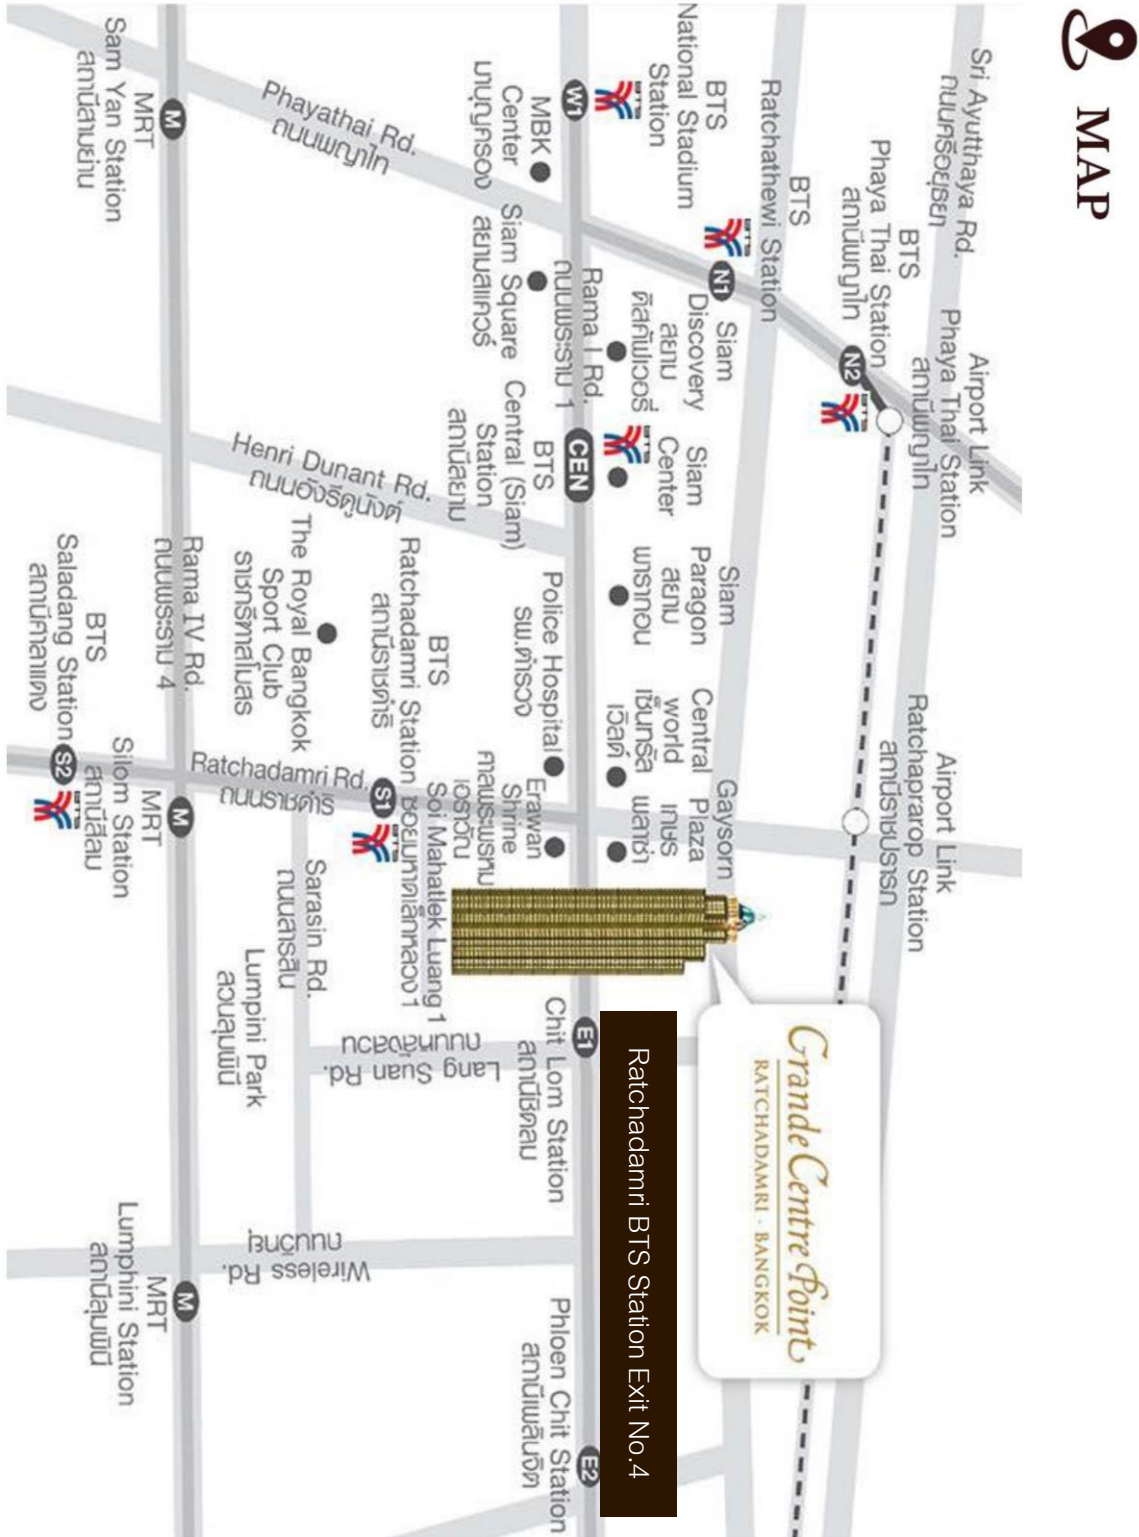 MAP
Sri Ayutthaya Rd.
ถนนศรีอยุธยา
Airport Link
Phaya Thai Station
สถานีพญาไท
Airport Link
Ratchaprarop Station
สถานีราชปรารภ
BTS
Phaya Thai Station
สถานีพญาไท
N2
BTS
BTS
Ratchathewi Station
BTS
N1
BTS
National Stadium
Station
BTS
W1
Siam
Discovery
สยาม
ดิสคัฟเวอรี่
Siam
Center
BTS
Siam
Paragon
สยาม
พารากอน
Central
world
เซ็นทรัล
เวิลด์
Gaysorn
Plaza
เกษร
พลาซ่า
Grande Centre Point
RATCHADAMRI · BANGKOK
Ratchadamri BTS Station Exit No.4
Rama I Rd.
ถนนพระราม 1
CEN
E1
E2
MBK
Center
มาบุญครอง
Siam Square
สยามสแควร์
BTS
Central (Siam)
Station
สถานีสยาม
Police Hospital
รพ.ตำรวจ
Erawan
Shrine
ศาลพระพรหม
เอราวัณ
Chit Lom Station
สถานีชิดลม
Phloen Chit Station
สถานีเพลินจิต
Phayathai Rd.
ถนนพญาไท
Henri Dunant Rd.
ถนนอังรีดูนังต์
BTS
Ratchadamri Station
สถานีราชดำริ
S1
BTS
Soi Mahatlek Luang 1
ซอยมหาดเล็กหลวง 1
Lang Suan Rd.
ถนนหลังสวน
The Royal Bangkok
Sport Club
ราชกรีฑาสโมสร
Ratchadamri Rd.
ถนนราชดำริ
Sarasin Rd.
ถนนสารสิน
Lumpini Park
สวนลุมพินี
Wireless Rd.
ถนนวิทยุ
M
Rama IV Rd.
ถนนพระราม 4
M
M
MRT
Sam Yan Station
สถานีสามย่าน
BTS
Saladang Station
สถานีศาลาแดง
S2
BTS
MRT
Silom Station
สถานีสีลม
MRT
Lumphini Station
สถานีลุมพินี